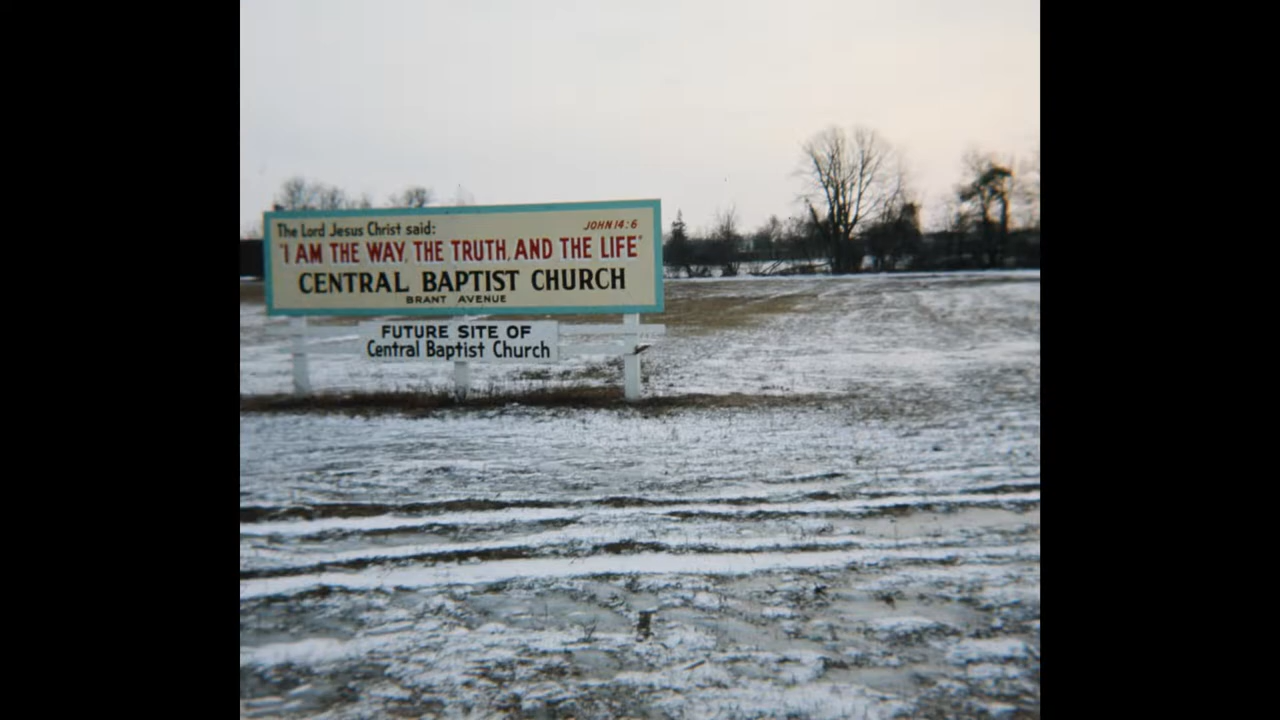 The Lord Jesus Christ said:
JOHN 14:6
"I AM THE WAY, THE TRUTH, AND THE LIFE"
CENTRAL BAPTIST CHURCH
BRANT AVENUE
FUTURE SITE OF
Central Baptist Church